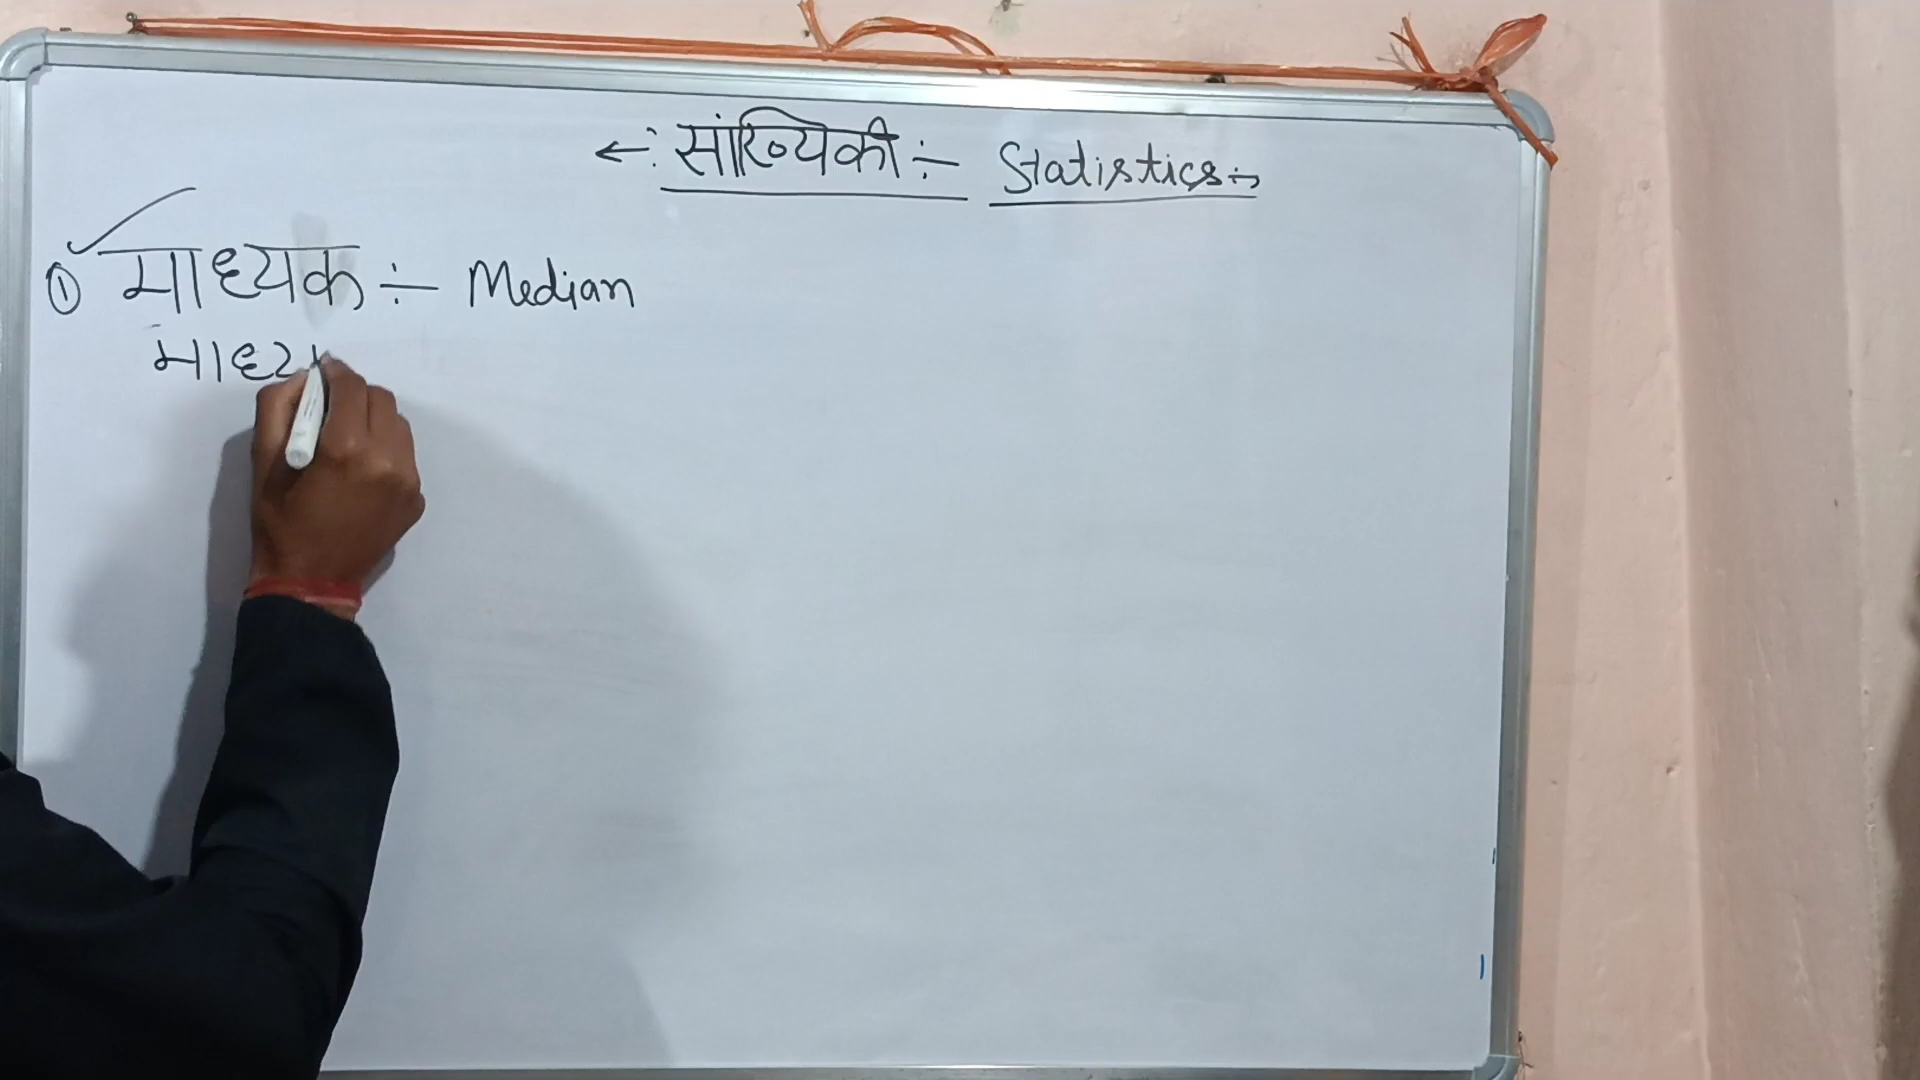 ←: सांख्यिकी :- Statistics :-
① माध्यक :- Median
माध्य